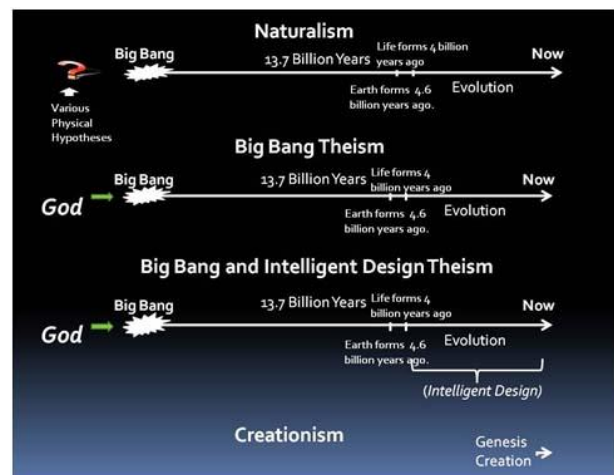 Naturalism
Big Bang
13.7 Billion Years
Life forms 4 billion
years ago
Now
?
Various
Physical
Hypotheses
Earth forms 4.6
billion years ago.
Evolution
Big Bang Theism
God
Big Bang
13.7 Billion Years
Life forms 4
billion years ago
Now
Earth forms 4.6
billion years ago.
Evolution
Big Bang and Intelligent Design Theism
God
Big Bang
13.7 Billion Years
Life forms 4
billion years ago
Now
Earth forms 4.6
billion years ago.
Evolution
(Intelligent Design)
Creationism
Genesis
Creation